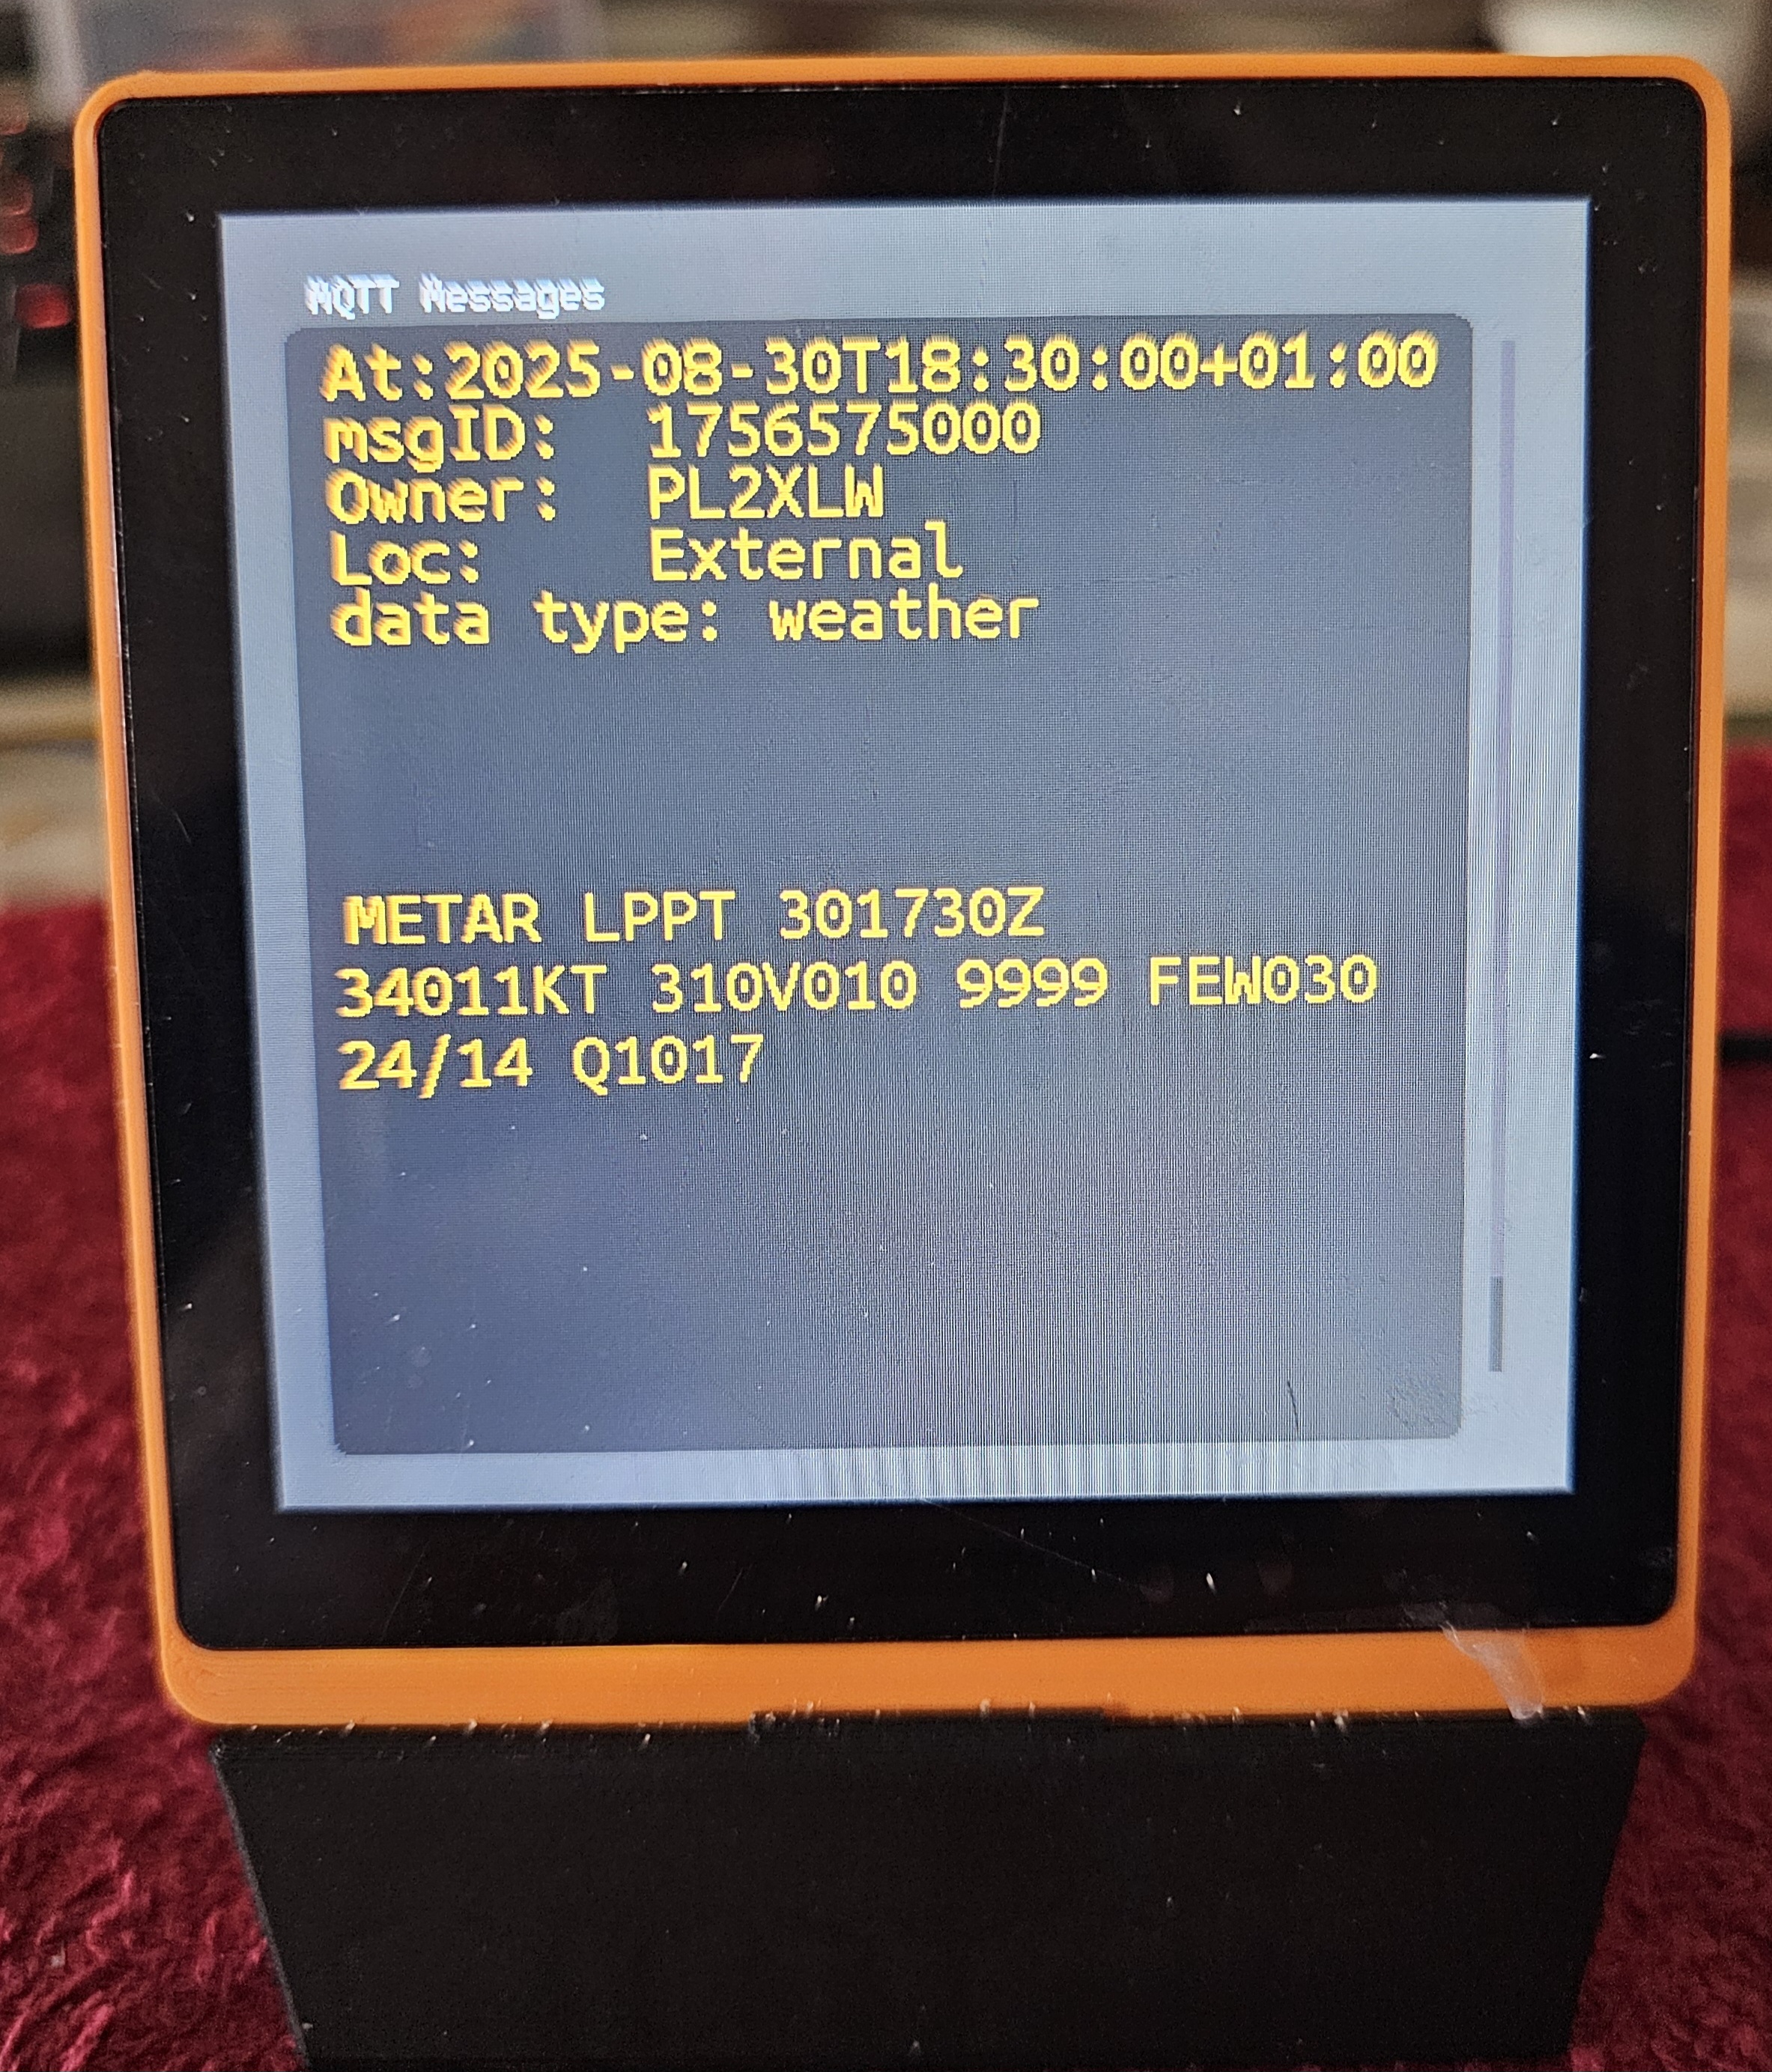 MQTT Messages
At:2025-08-30T18:30:00+01:00
msgID: 1756575000
Owner: PL2XLW
Loc: External
data type: weather
METAR LPPT 301730Z
34011KT 310V010 9999 FEW030
24/14 Q1017